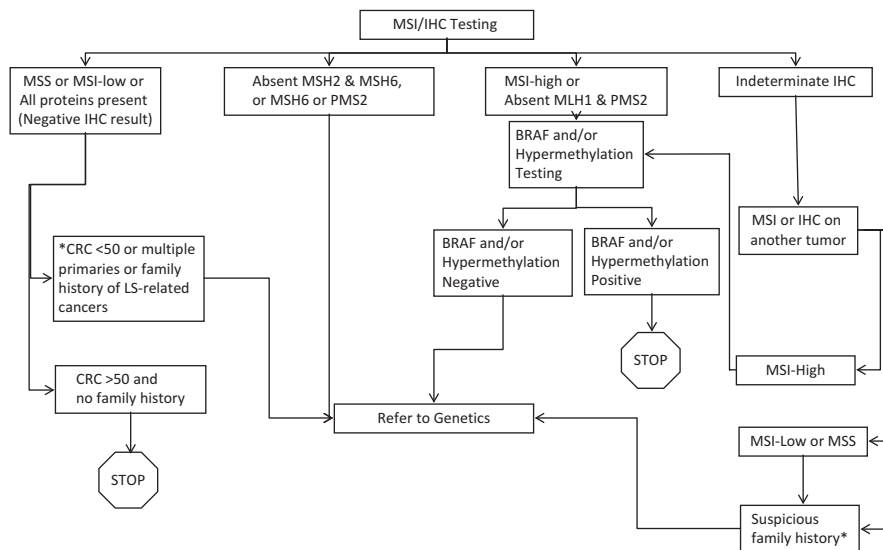 MSI/IHC Testing
MSS or MSI-low or
All proteins present
(Negative IHC result)
Absent MSH2 & MSH6,
or MSH6 or PMS2
MSI-high or
Absent MLH1 & PMS2
Indeterminate IHC
BRAF and/or
Hypermethylation
Testing
MSI or IHC on
another tumor
*CRC <50 or multiple
primaries or family
history of LS-related
cancers
BRAF and/or
Hypermethylation
Negative
BRAF and/or
Hypermethylation
Positive
STOP
MSI-High
CRC >50 and
no family history
Refer to Genetics
MSI-Low or MSS
STOP
Suspicious
family history*